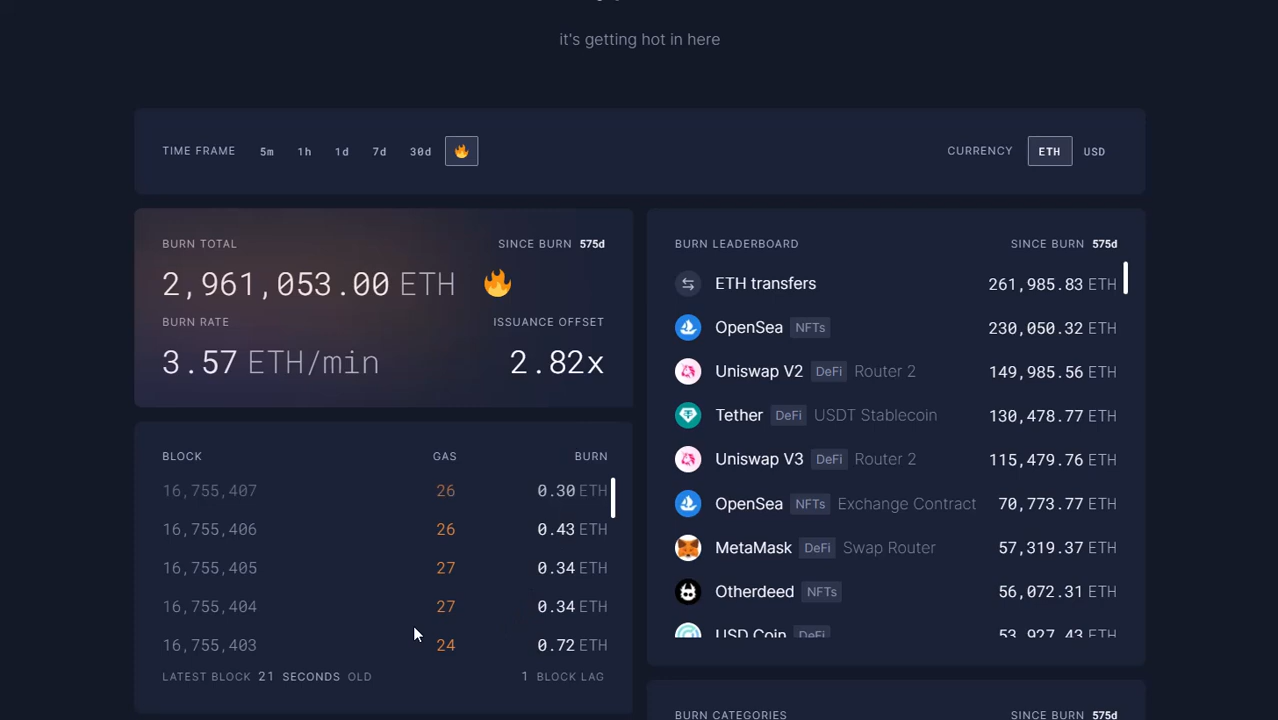 it's getting hot in here
TIME FRAME 5m 1h 1d 7d 30d
CURRENCY ETH USD
BURN TOTAL SINCE BURN 575d
2,961,053.00 ETH
BURN RATE ISSUANCE OFFSET
3.57 ETH/min 2.82x
BLOCK GAS BURN
16,755,407 26 0.30 ETH
16,755,406 26 0.43 ETH
16,755,405 27 0.34 ETH
16,755,404 27 0.34 ETH
16,755,403 24 0.72 ETH
LATEST BLOCK 21 SECONDS OLD 1 BLOCK LAG
BURN LEADERBOARD SINCE BURN 575d
ETH transfers 261,985.83 ETH
OpenSea NFTs 230,050.32 ETH
Uniswap V2 DeFi Router 2 149,985.56 ETH
Tether DeFi USDT Stablecoin 130,478.77 ETH
Uniswap V3 DeFi Router 2 115,479.76 ETH
OpenSea NFTs Exchange Contract 70,773.77 ETH
MetaMask DeFi Swap Router 57,319.37 ETH
Otherdeed NFTs 56,072.31 ETH
USD Coin DeFi 53,927.43 ETH
BURN CATEGORIES SINCE BURN 575d